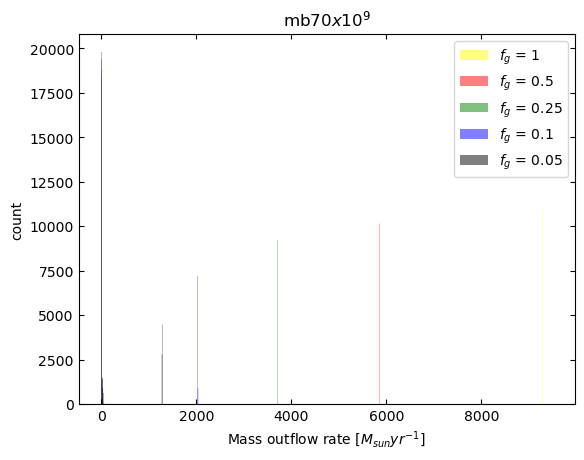 mb70x10⁹
f_g = 1
f_g = 0.5
f_g = 0.25
f_g = 0.1
f_g = 0.05
20000
17500
15000
12500
10000
7500
5000
2500
0
count
0 2000 4000 6000 8000
Mass outflow rate [M_sun yr⁻¹]